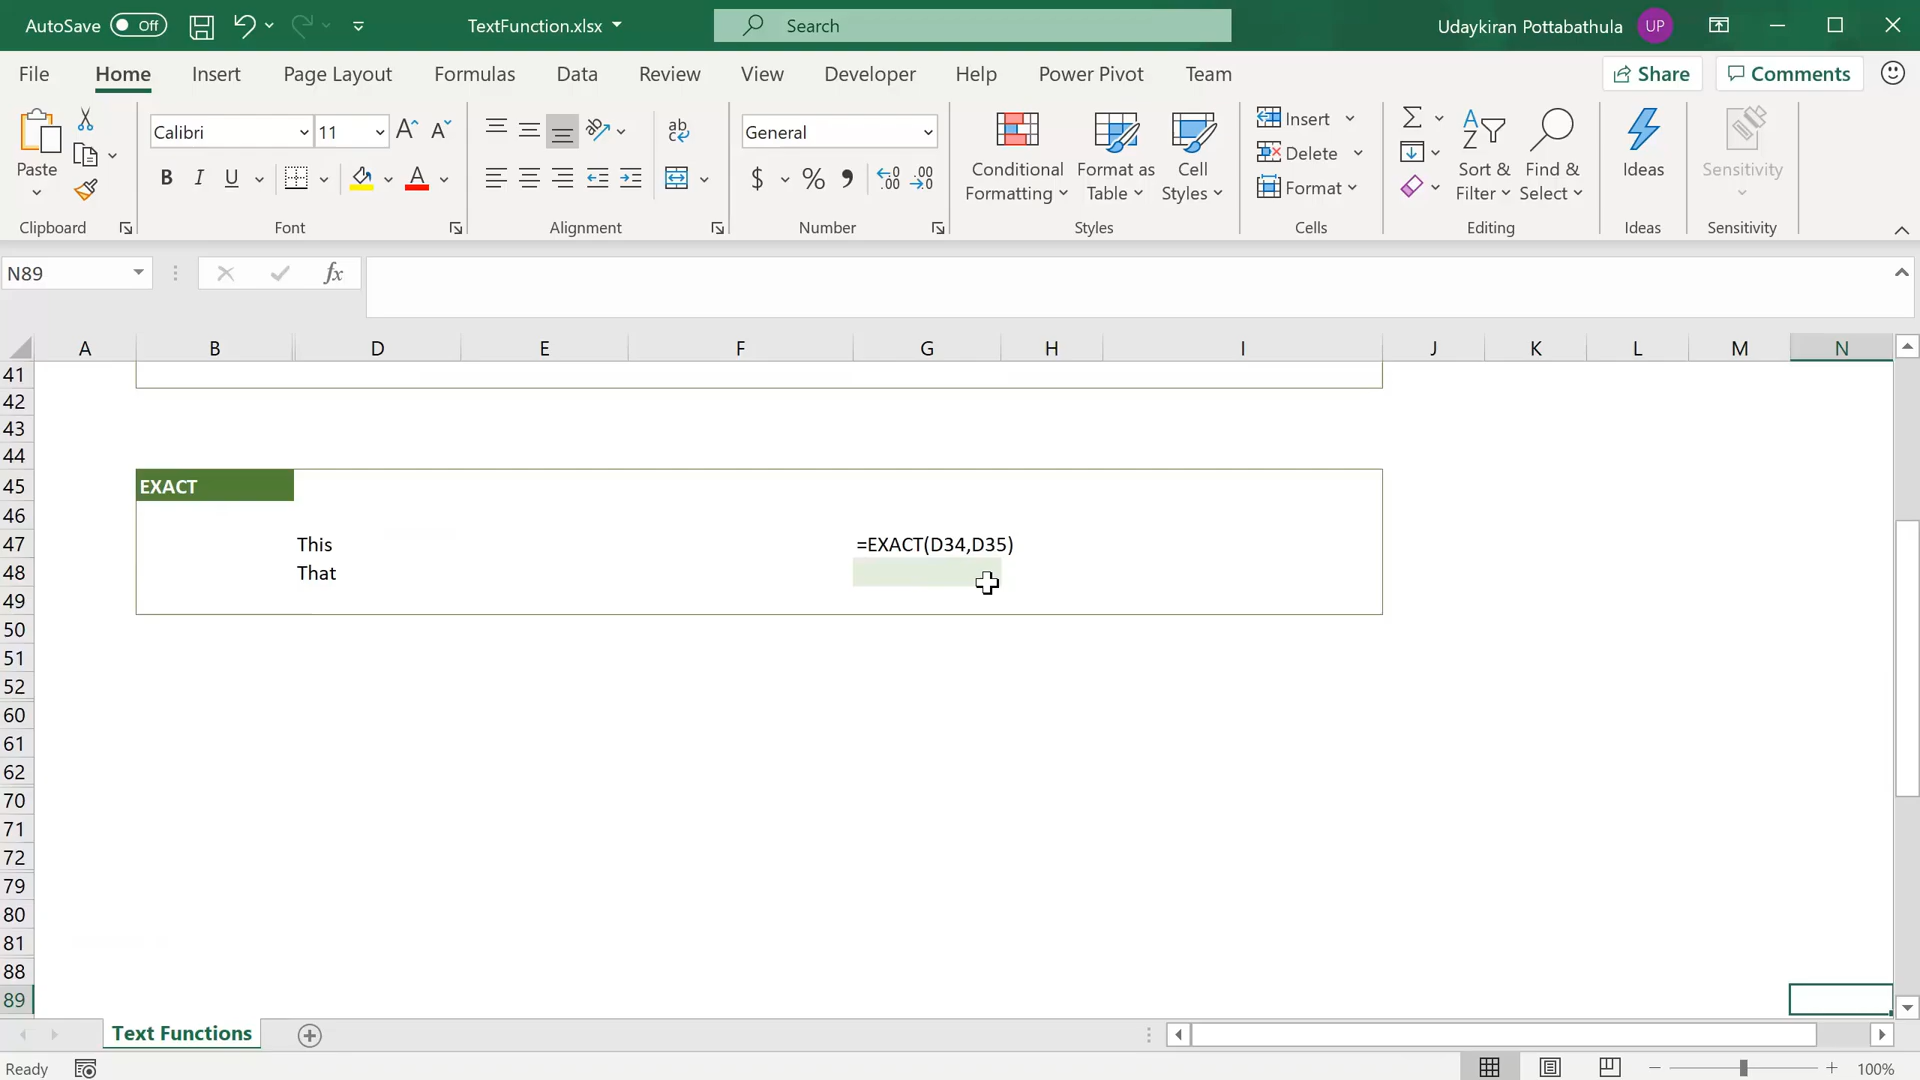 AutoSave Off TextFunction.xlsx Search Udaykiran Pottabathula UP
File Home Insert Page Layout Formulas Data Review View Developer Help Power Pivot Team Share Comments
Calibri 11 ab General Insert
Paste Conditional Format as Cell Delete Sort & Find & Ideas Sensitivity
B I U A $ % Formatting Table Styles Format Filter Select
Clipboard Font Alignment Number Styles Cells Editing Ideas Sensitivity
N89 fx
A B D E F G H I J K L M N
41
42
43
44
45 EXACT
46
47 This =EXACT(D34,D35)
48 That
49
50
51
52
60
61
62
70
71
72
79
80
81
88
89
Text Functions
Ready 100%